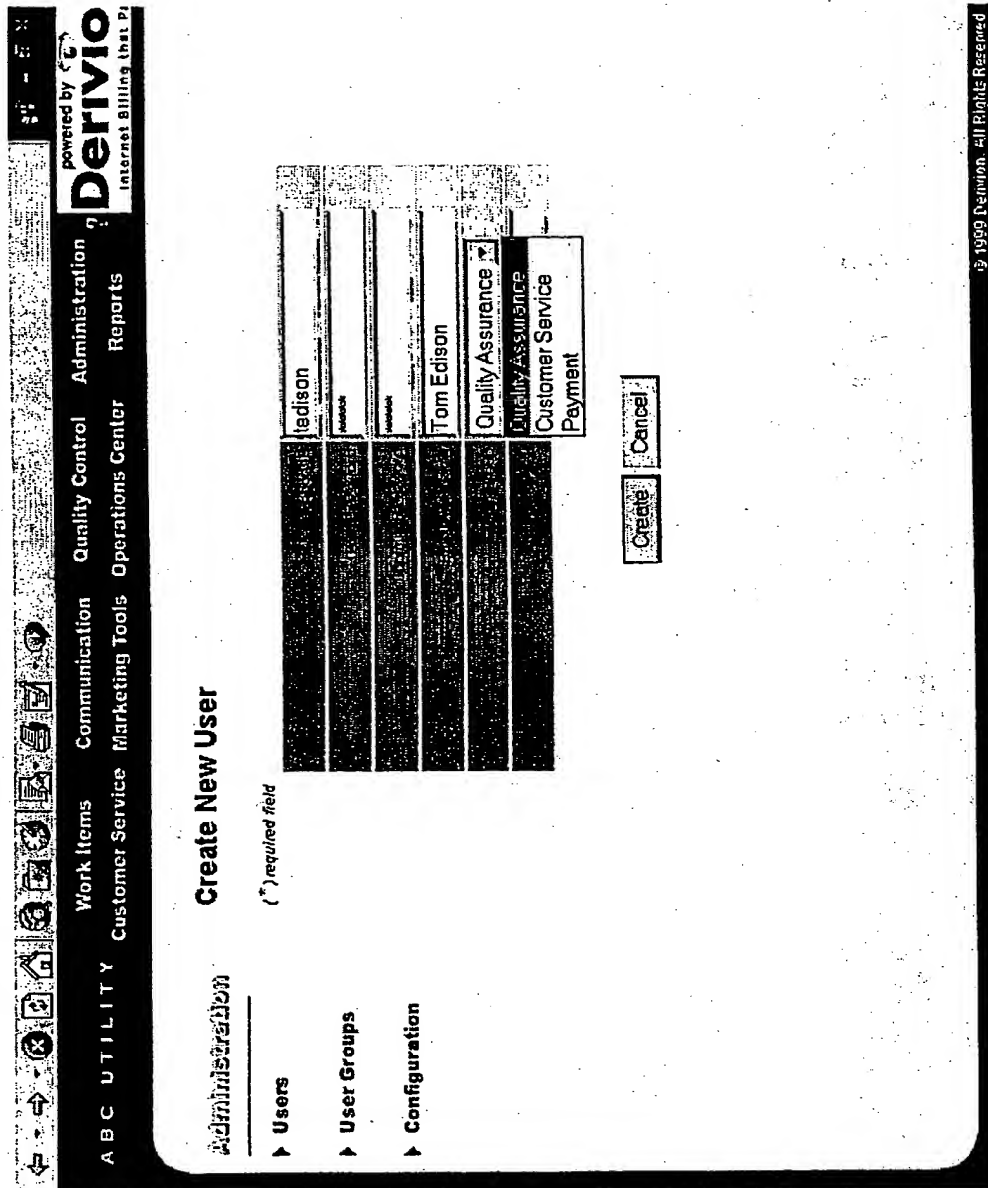 powered by
Derivio
Internet Billing that Pa
A B C U T I L I T Y
Work Items Communication Quality Control Administration ?
Customer Service Marketing Tools Operations Center Reports
Administration
Users
User Groups
Configuration
Create New User
(*) required field
tedison
Tom Edison
Quality Assurance
Quality Assurance
Customer Service
Payment
Create Cancel
© 1999 Derivion. All Rights Reserved